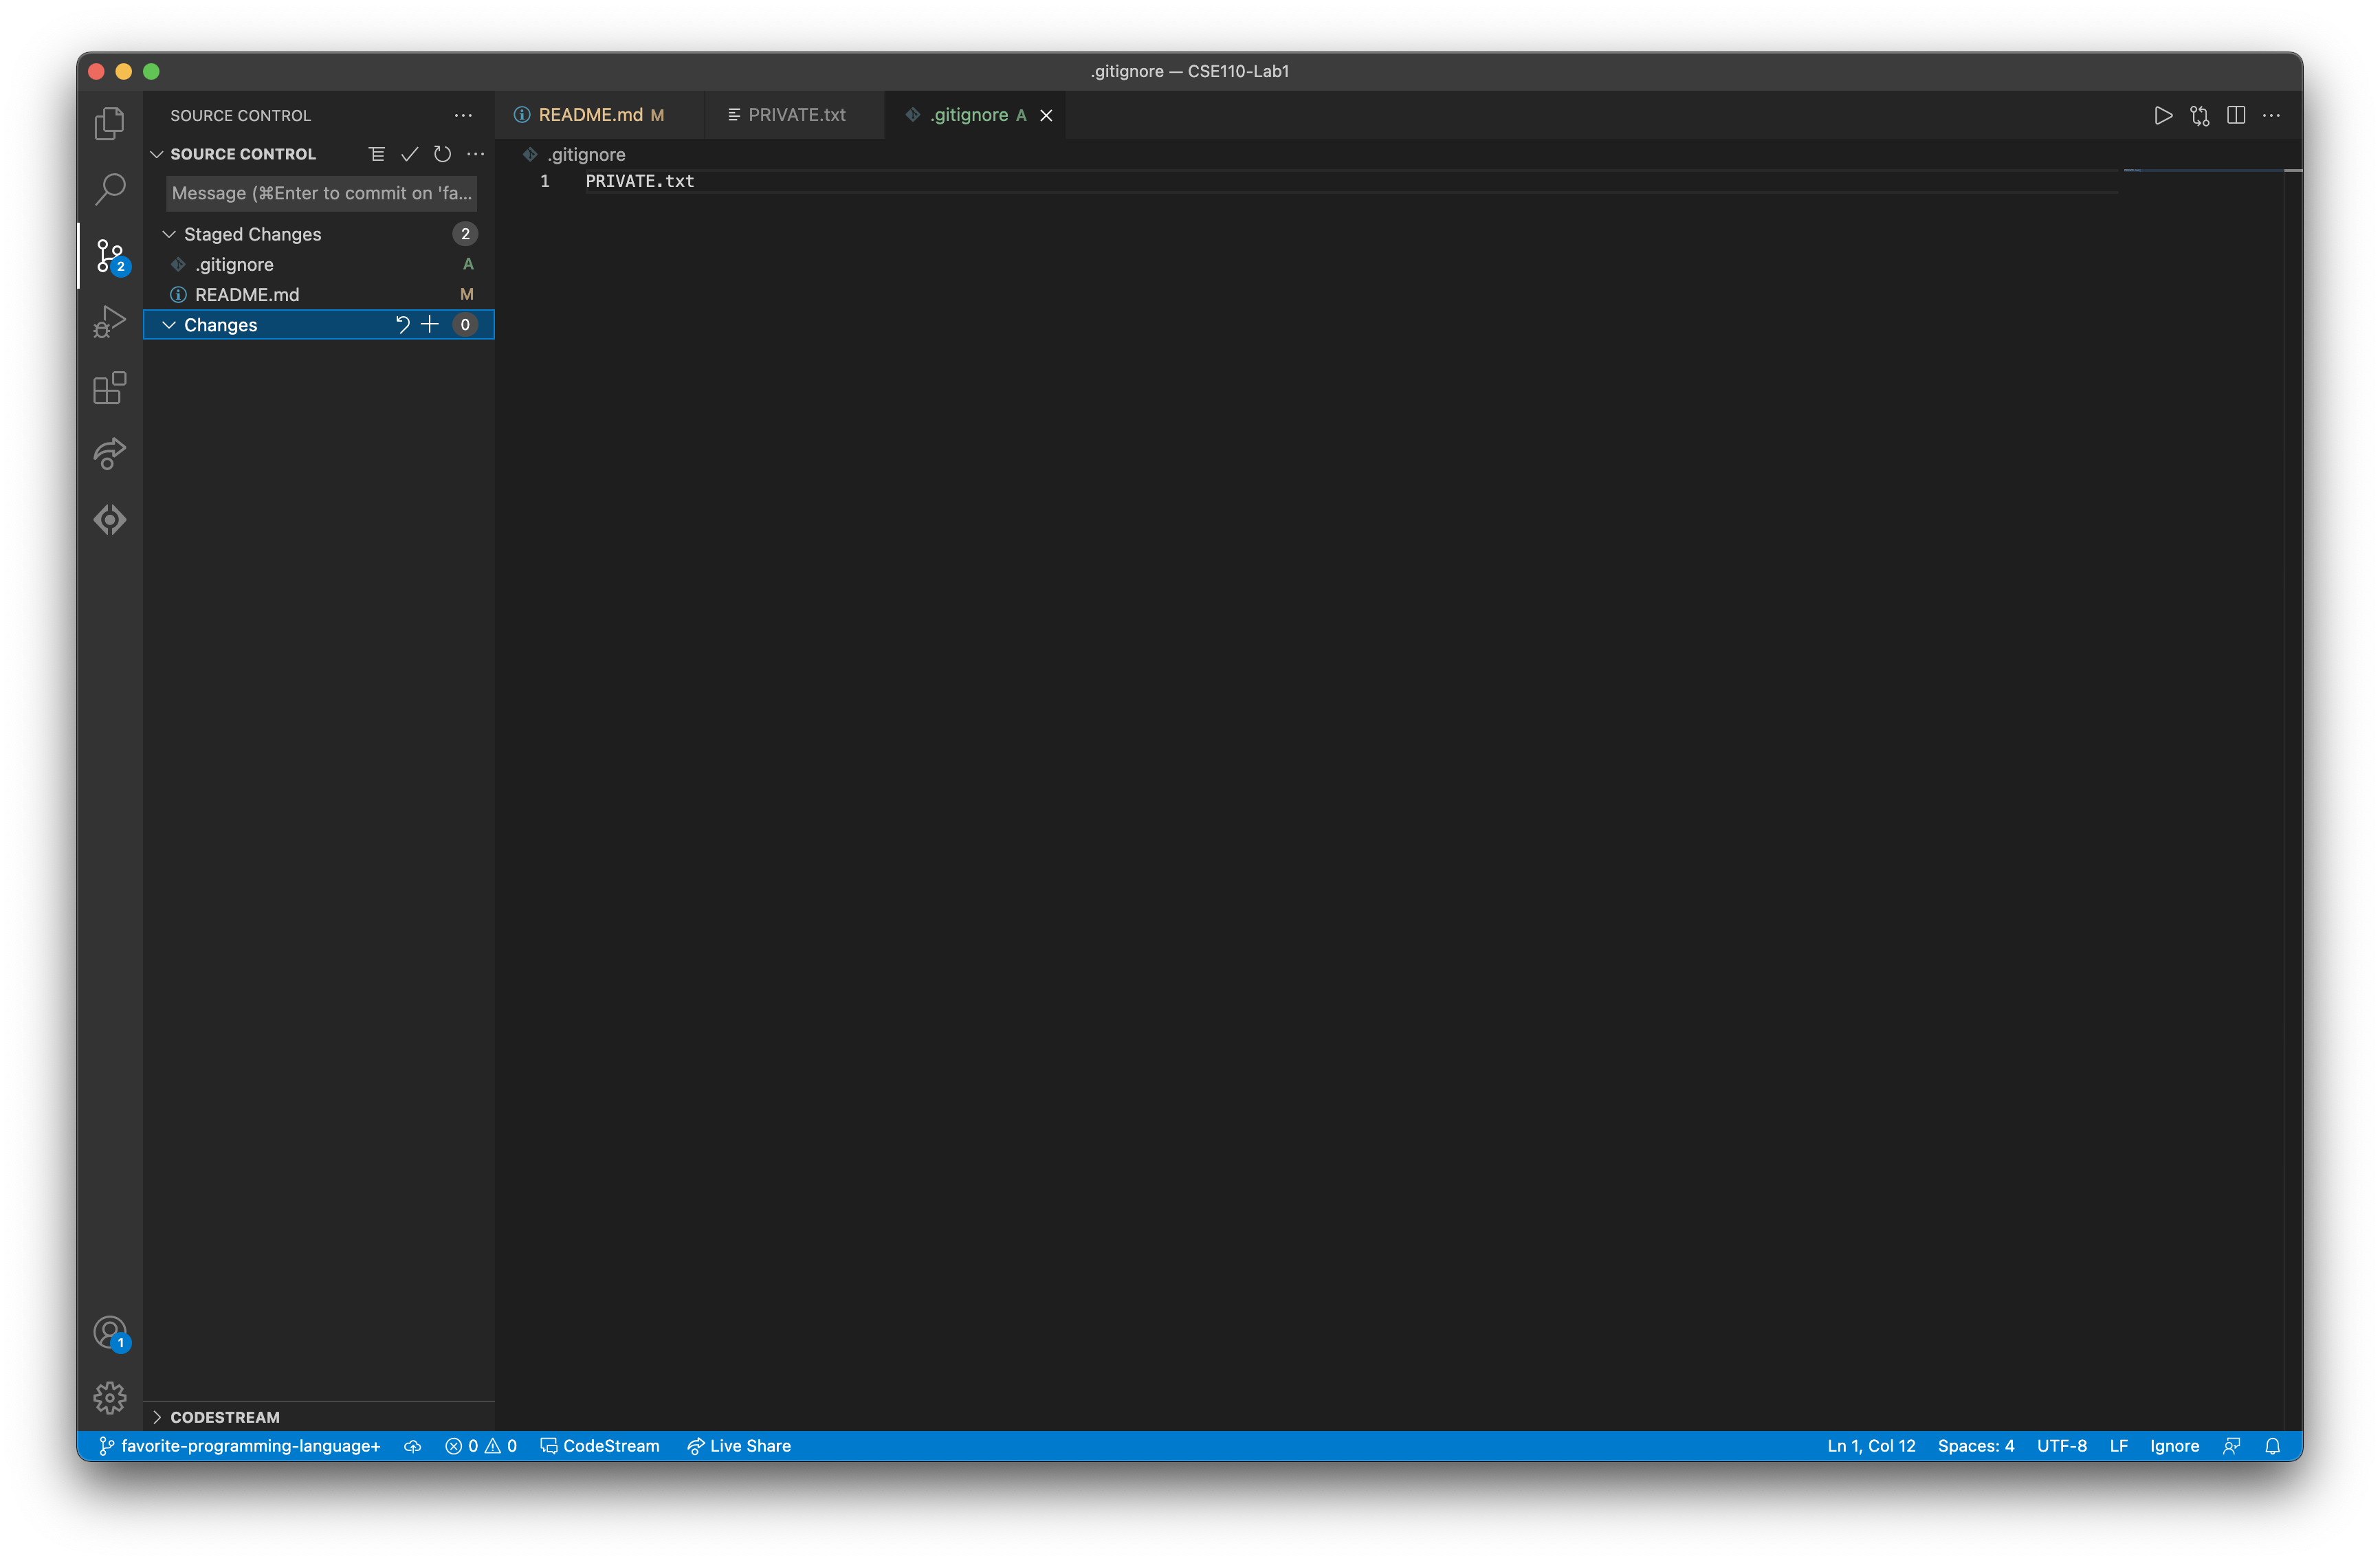 .gitignore — CSE110-Lab1
SOURCE CONTROL
README.md M
PRIVATE.txt
.gitignore A
SOURCE CONTROL
Message (⌘Enter to commit on 'fa...
Staged Changes 2
.gitignore A
README.md M
Changes 0
.gitignore
1 PRIVATE.txt
2
1
CODESTREAM
favorite-programming-language+ 0 0 CodeStream Live Share Ln 1, Col 12 Spaces: 4 UTF-8 LF Ignore